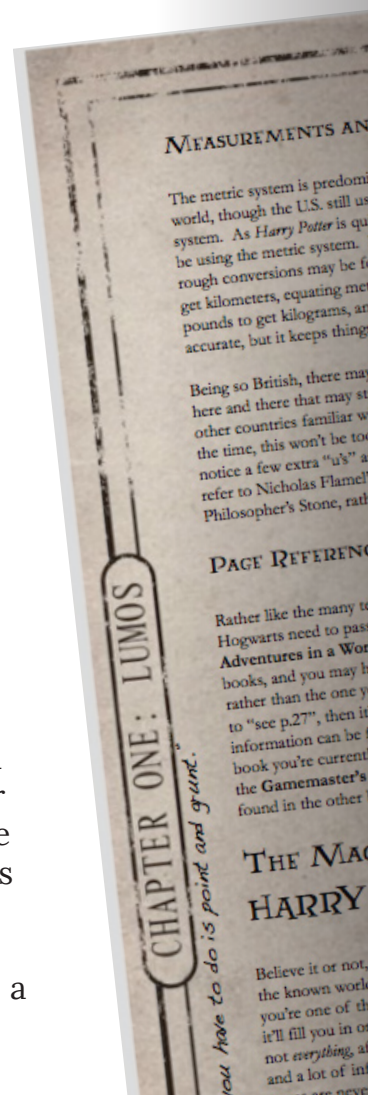 MEASUREMENTS AN
The metric system is predomi
world, though the U.S. still us
system. As Harry Potter is qu
be using the metric system.
rough conversions may be f
get kilometers, equating me
pounds to get kilograms, an
accurate, but it keeps thing
Being so British, there may
here and there that may st
other countries familiar w
the time, this won't be too
notice a few extra "u's" a
refer to Nicholas Flamel'
Philosopher's Stone, rath
PAGE REFERENC
Rather like the many te
Hogwarts need to pass
Adventures in a Wor
books, and you may h
rather than the one y
to "see p.27", then it
information can be f
book you're current
the Gamemaster's
found in the other
THE MAG
HARRY
Believe it or not,
the known world
you're one of th
it'll fill you in o
not everything, af
and a lot of inf
are neve
CHAPTER ONE: LUMOS
you have to do is point and grunt.
r
e
s
a